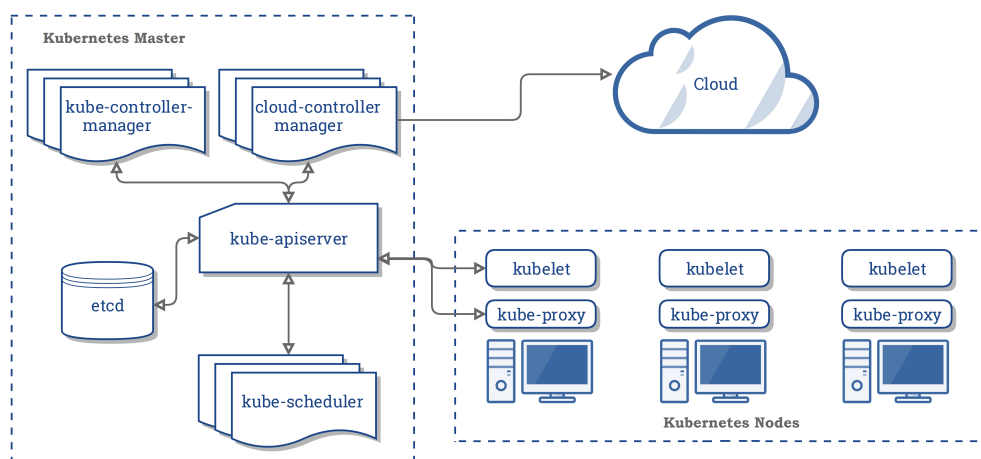 Kubernetes Master
kube-controller-
manager
cloud-controller
manager
Cloud
kube-apiserver
etcd
kube-scheduler
kubelet
kubelet
kubelet
kube-proxy
kube-proxy
kube-proxy
Kubernetes Nodes